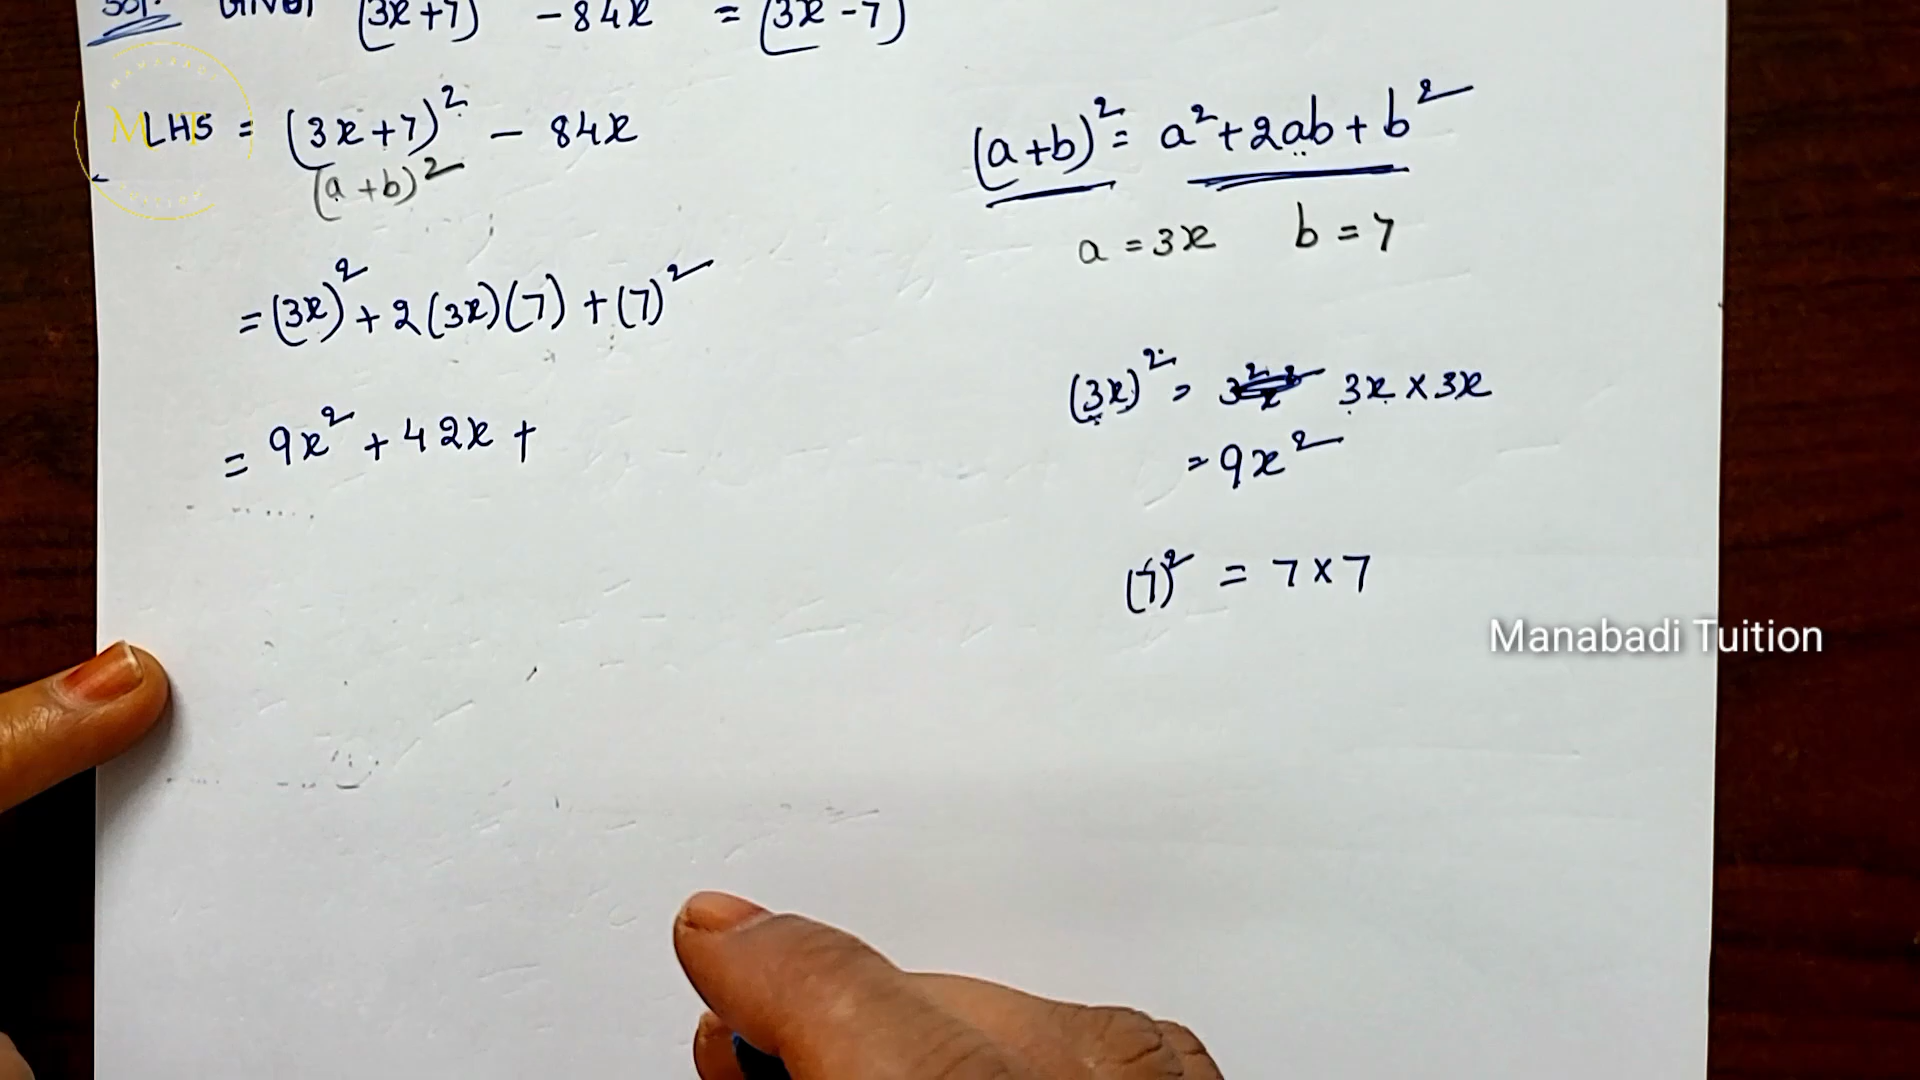 Sol. Given (3x+7) -84x = (3x-7)
LHS = (3x+7)² - 84x
(a+b)²
= (3x)² + 2(3x)(7) + (7)²
= 9x² + 42x +
(a+b)² = a²+2ab+b²
a = 3x b = 7
(3x)² = 3x × 3x
= 9x²
(7)² = 7×7
Manabadi Tuition